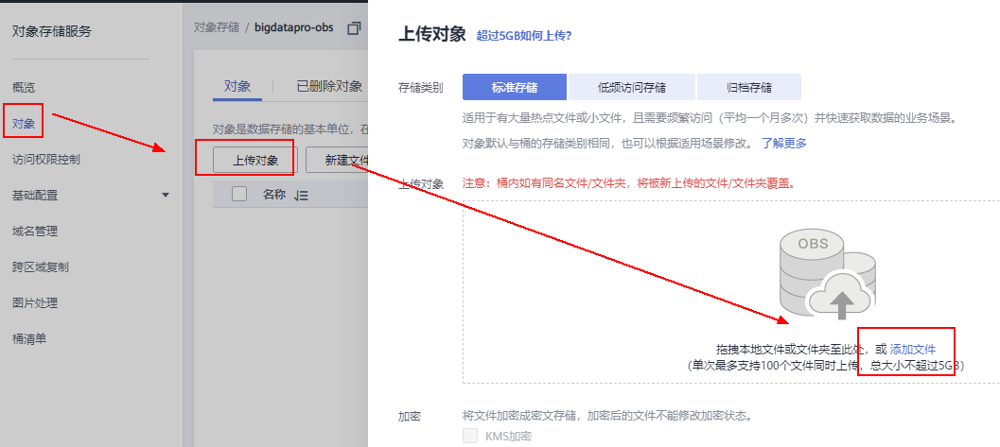 对象存储服务
概览
对象
访问权限控制
基础配置
域名管理
跨区域复制
图片处理
桶清单
对象存储 / bigdatapro-obs
对象
已删除对象
对象是数据存储的基本单位，在
上传对象
新建文件
名称
上传对象 超过5GB如何上传？
存储类别
标准存储
低频访问存储
归档存储
适用于有大量热点文件或小文件，且需要频繁访问（平均一个月多次）并快速获取数据的业务场景。
对象默认与桶的存储类别相同，也可以根据适用场景修改。 了解更多
上传对象
注意：桶内如有同名文件/文件夹，将被新上传的文件/文件夹覆盖。
OBS
拖拽本地文件或文件夹至此处，或 添加文件
（单次最多支持100个文件同时上传，总大小不超过5GB）
加密
将文件加密成密文存储，加密后的文件不能修改加密状态。
KMS加密